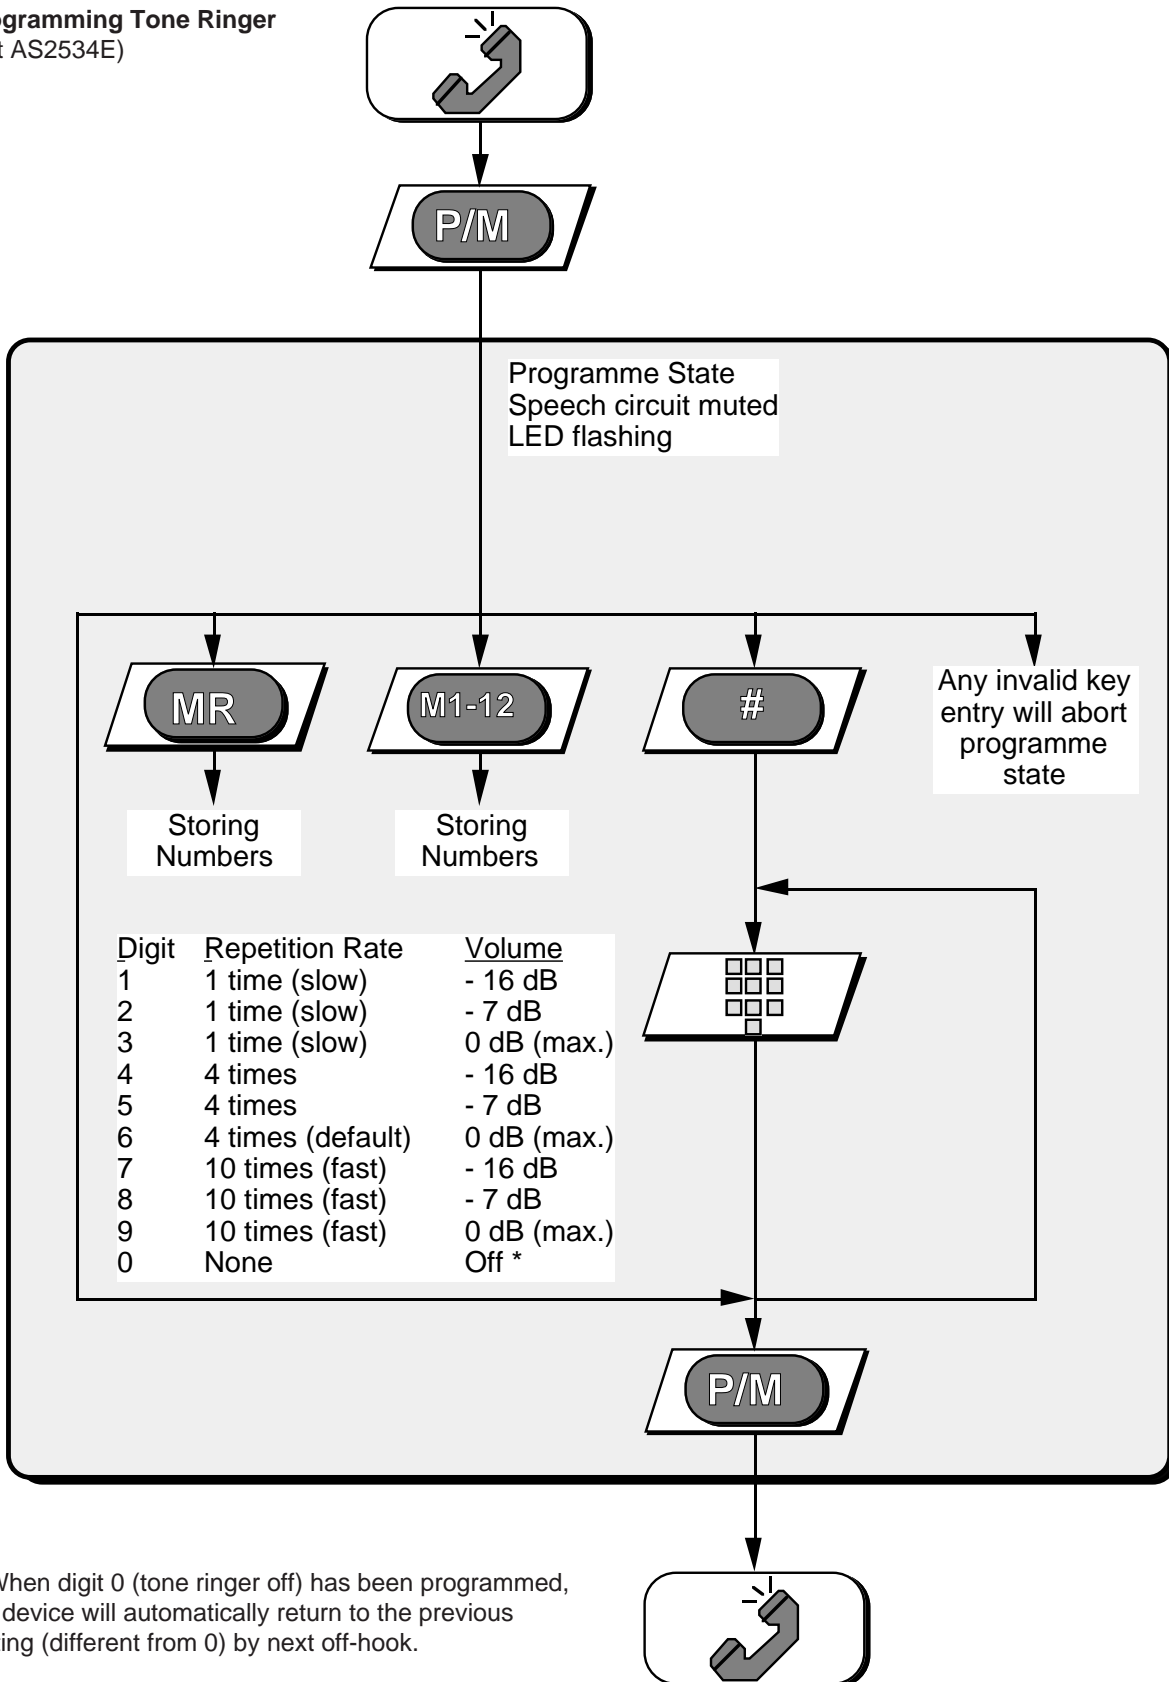 ogramming Tone Ringer
t AS2534E)
P/M
Programme State
Speech circuit muted
LED flashing
MR
M1-12
#
Any invalid key
entry will abort
programme
state
Storing
Numbers
Storing
Numbers
Digit Repetition Rate Volume
1 1 time (slow) - 16 dB
2 1 time (slow) - 7 dB
3 1 time (slow) 0 dB (max.)
4 4 times - 16 dB
5 4 times - 7 dB
6 4 times (default) 0 dB (max.)
7 10 times (fast) - 16 dB
8 10 times (fast) - 7 dB
9 10 times (fast) 0 dB (max.)
0 None Off *
P/M
When digit 0 (tone ringer off) has been programmed,
device will automatically return to the previous
ing (different from 0) by next off-hook.